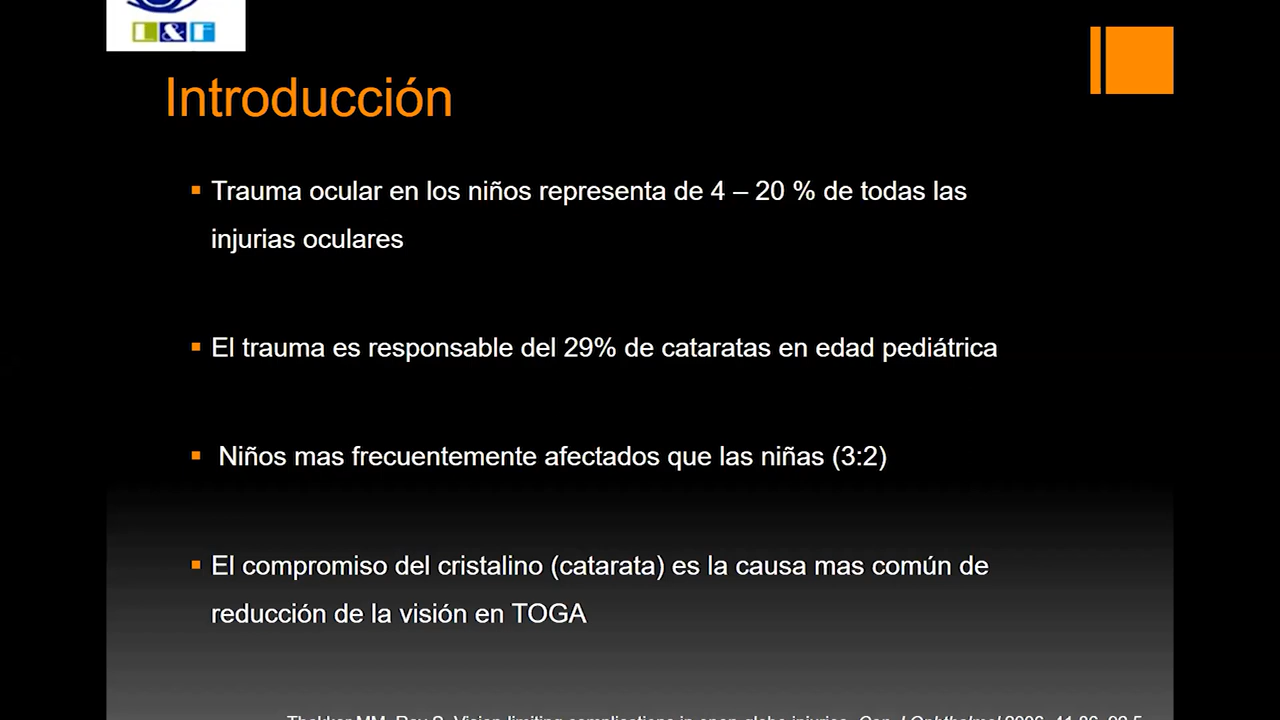 L&F
Introducción
Trauma ocular en los niños representa de 4 – 20 % de todas las
injurias oculares
El trauma es responsable del 29% de cataratas en edad pediátrica
Niños mas frecuentemente afectados que las niñas (3:2)
El compromiso del cristalino (catarata) es la causa mas común de
reducción de la visión en TOGA